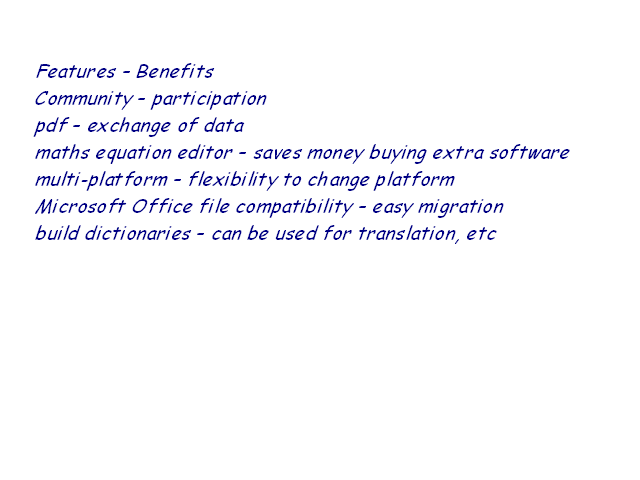 Features - Benefits
Community - participation
pdf - exchange of data
maths equation editor - saves money buying extra software
multi-platform - flexibility to change platform
Microsoft Office file compatibility - easy migration
build dictionaries - can be used for translation, etc